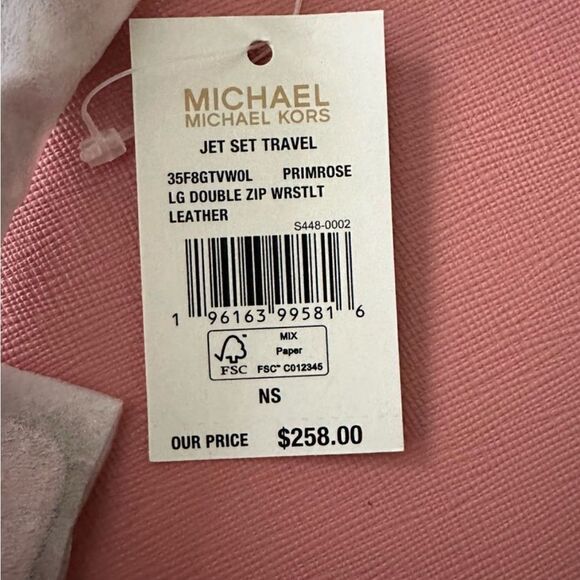 MICHAEL
MICHAEL KORS
JET SET TRAVEL
35F8GTVW0L PRIMROSE
LG DOUBLE ZIP WRSTLT
LEATHER
S448-0002
1 96163 99581 6
FSC
MIX
Paper
FSC™ C012345
NS
OUR PRICE $258.00